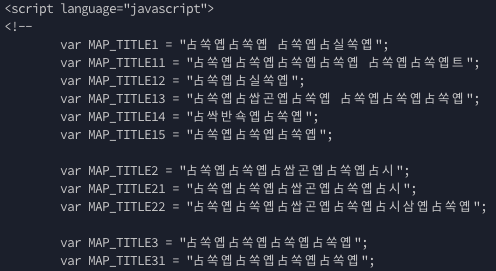 <script language="javascript">
<!--
var MAP_TITLE1 = "占쏙옙占쏙옙 占쏙옙占실쏙옙";
var MAP_TITLE11 = "占쏙옙占쏙옙占쏙옙占쏙옙 占쏙옙占쏙옙트";
var MAP_TITLE12 = "占쏙옙占실쏙옙";
var MAP_TITLE13 = "占쏙옙占쌉곤옙占쏙옙 占쏙옙占쏙옙占쏙옙";
var MAP_TITLE14 = "占싹반쇽옙占쏙옙";
var MAP_TITLE15 = "占쏙옙占쏙옙占쏙옙";
var MAP_TITLE2 = "占쏙옙占쏙옙占쌉곤옙占쏙옙占시";
var MAP_TITLE21 = "占쏙옙占쏙옙占쌉곤옙占쏙옙占시";
var MAP_TITLE22 = "占쏙옙占쏙옙占쌉곤옙占쏙옙占시삼옙占쏙옙";
var MAP_TITLE3 = "占쏙옙占쏙옙占쏙옙占쏙옙";
var MAP_TITLE31 = "占쏙옙占쏙옙占쏙옙占쏙옙";